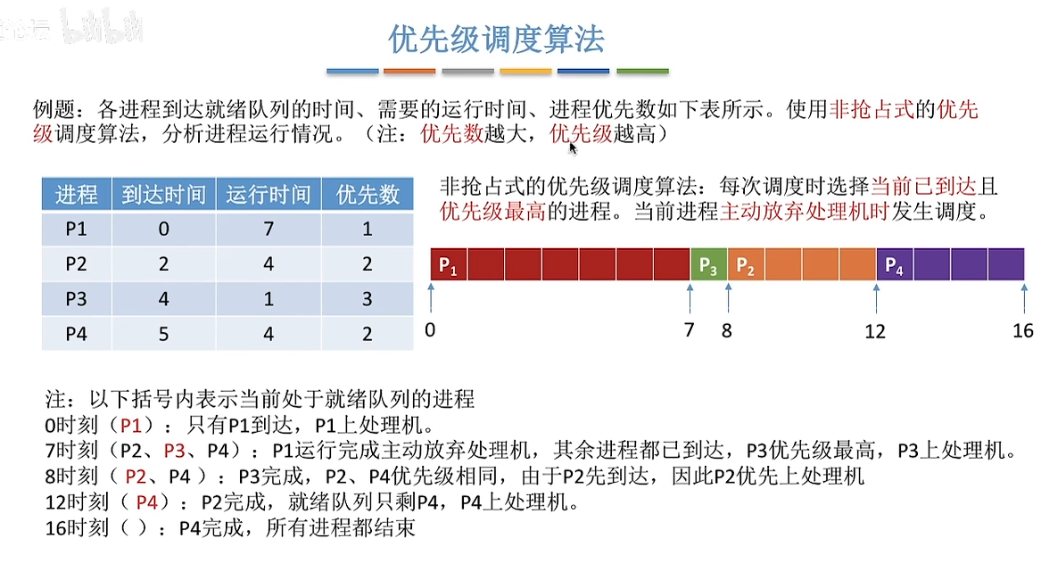 bilibili
优先级调度算法
例题：各进程到达就绪队列的时间、需要的运行时间、进程优先数如下表所示。使用非抢占式的优先
级调度算法，分析进程运行情况。（注：优先数越大，优先级越高）
进程 到达时间 运行时间 优先数
P1 0 7 1
P2 2 4 2
P3 4 1 3
P4 5 4 2
非抢占式的优先级调度算法：每次调度时选择当前已到达且
优先级最高的进程。当前进程主动放弃处理机时发生调度。
P1 P3 P2 P4
0 7 8 12 16
注：以下括号内表示当前处于就绪队列的进程
0时刻（P1）：只有P1到达，P1上处理机。
7时刻（P2、P3、P4）：P1运行完成主动放弃处理机，其余进程都已到达，P3优先级最高，P3上处理机。
8时刻（P2、P4）：P3完成，P2、P4优先级相同，由于P2先到达，因此P2优先上处理机
12时刻（P4）：P2完成，就绪队列只剩P4，P4上处理机。
16时刻（ ）：P4完成，所有进程都结束